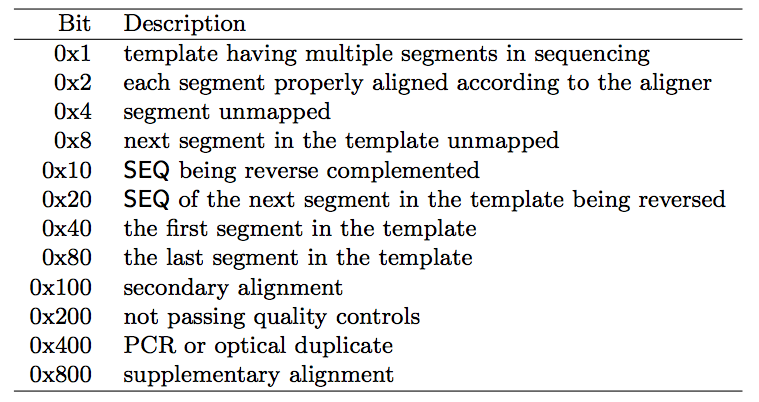 Bit Description
0x1 template having multiple segments in sequencing
0x2 each segment properly aligned according to the aligner
0x4 segment unmapped
0x8 next segment in the template unmapped
0x10 SEQ being reverse complemented
0x20 SEQ of the next segment in the template being reversed
0x40 the first segment in the template
0x80 the last segment in the template
0x100 secondary alignment
0x200 not passing quality controls
0x400 PCR or optical duplicate
0x800 supplementary alignment